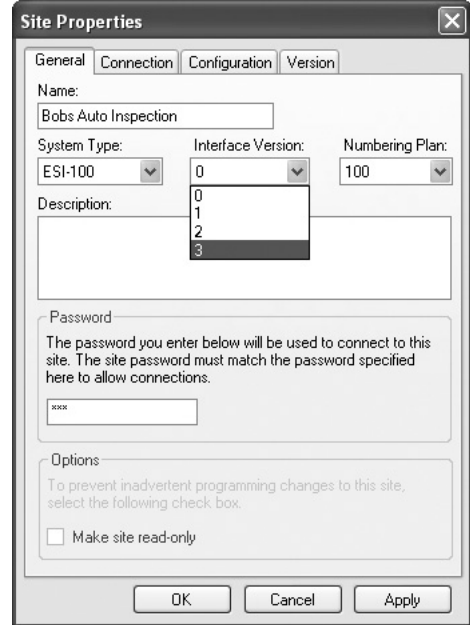 Site Properties
General Connection Configuration Version
Name:
Bobs Auto Inspection
System Type: Interface Version: Numbering Plan:
ESI-100 0 100
0
1
2
3
Description:
Password
The password you enter below will be used to connect to this
site. The site password must match the password specified
here to allow connections.
***
Options
To prevent inadvertent programming changes to this site,
select the following check box.
Make site read-only
OK Cancel Apply